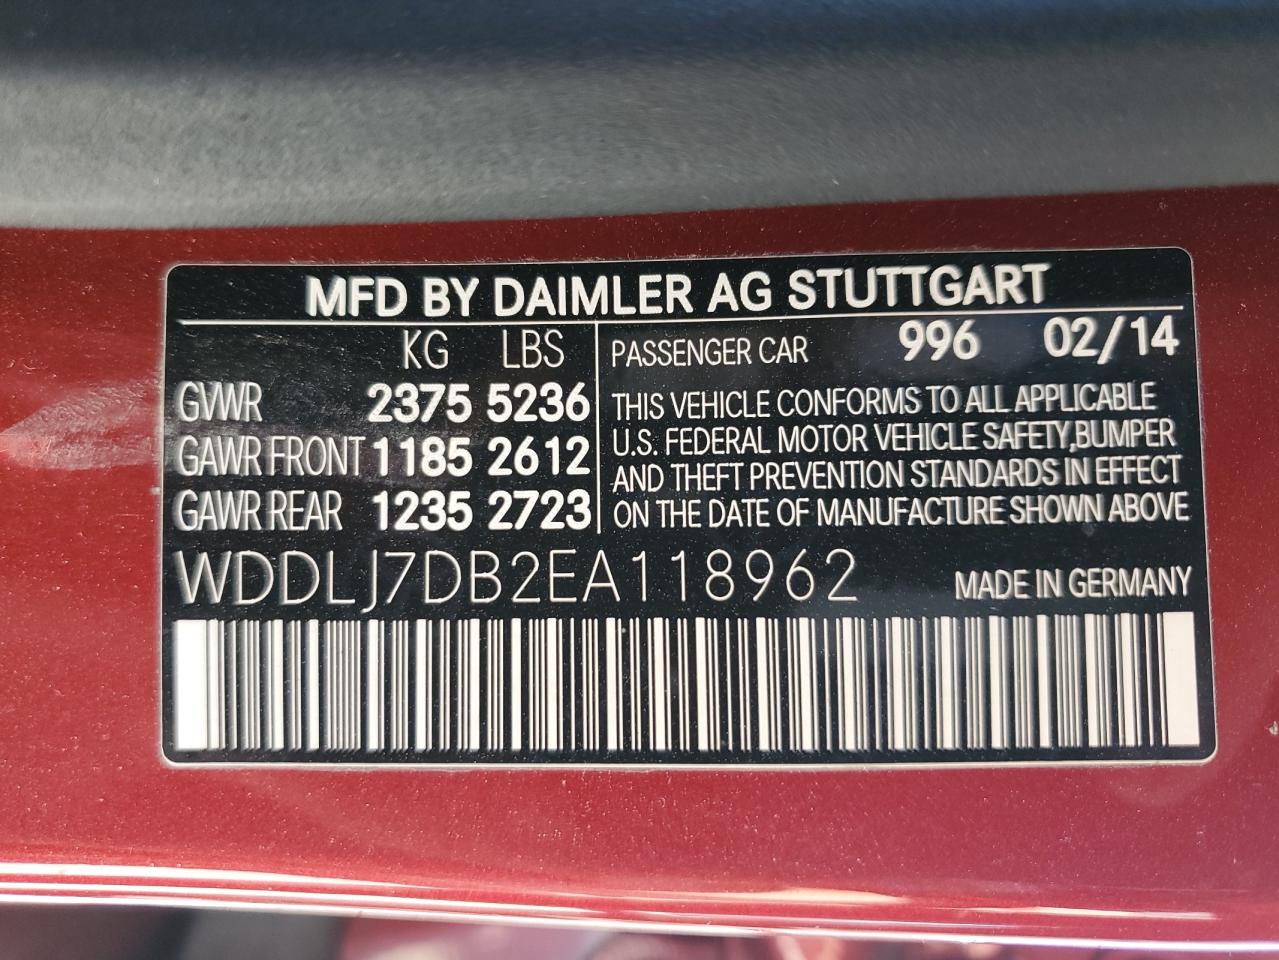 MFD BY DAIMLER AG STUTTGART
KG LBS
GVWR 2375 5236
GAWR FRONT 1185 2612
GAWR REAR 1235 2723
PASSENGER CAR 996 02/14
THIS VEHICLE CONFORMS TO ALL APPLICABLE
U.S. FEDERAL MOTOR VEHICLE SAFETY,BUMPER
AND THEFT PREVENTION STANDARDS IN EFFECT
ON THE DATE OF MANUFACTURE SHOWN ABOVE
WDDLJ7DB2EA118962 MADE IN GERMANY